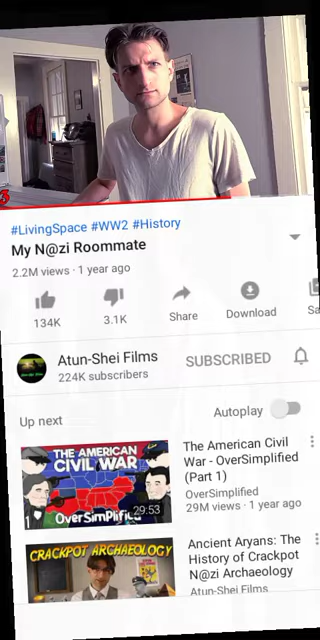 #LivingSpace #WW2 #History
My N@zi Roommate
2.2M views · 1 year ago
134K
3.1K
Share
Download
Sa
Atun-Shei Films
224K subscribers
SUBSCRIBED
Up next
Autoplay
THE AMERICAN
CIVIL WAR
OverSimplified
29:53
The American Civil
War - OverSimplified
(Part 1)
OverSimplified
29M views · 1 year ago
CRACKPOT ARCHAEOLOGY
Ancient Aryans: The
History of Crackpot
N@zi Archaeology
Atun-Shei Films